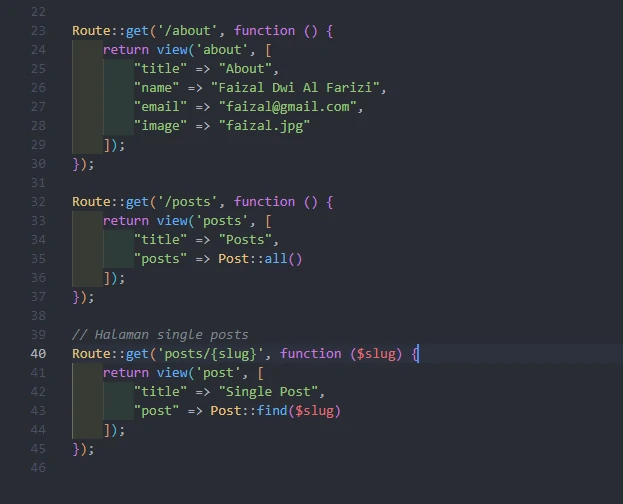 22
23 Route::get('/about', function () {
24 return view('about', [
25 "title" => "About",
26 "name" => "Faizal Dwi Al Farizi",
27 "email" => "faizal@gmail.com",
28 "image" => "faizal.jpg"
29 ]);
30 });
31
32 Route::get('/posts', function () {
33 return view('posts', [
34 "title" => "Posts",
35 "posts" => Post::all()
36 ]);
37 });
38
39 // Halaman single posts
40 Route::get('posts/{slug}', function ($slug) {
41 return view('post', [
42 "title" => "Single Post",
43 "post" => Post::find($slug)
44 ]);
45 });
46